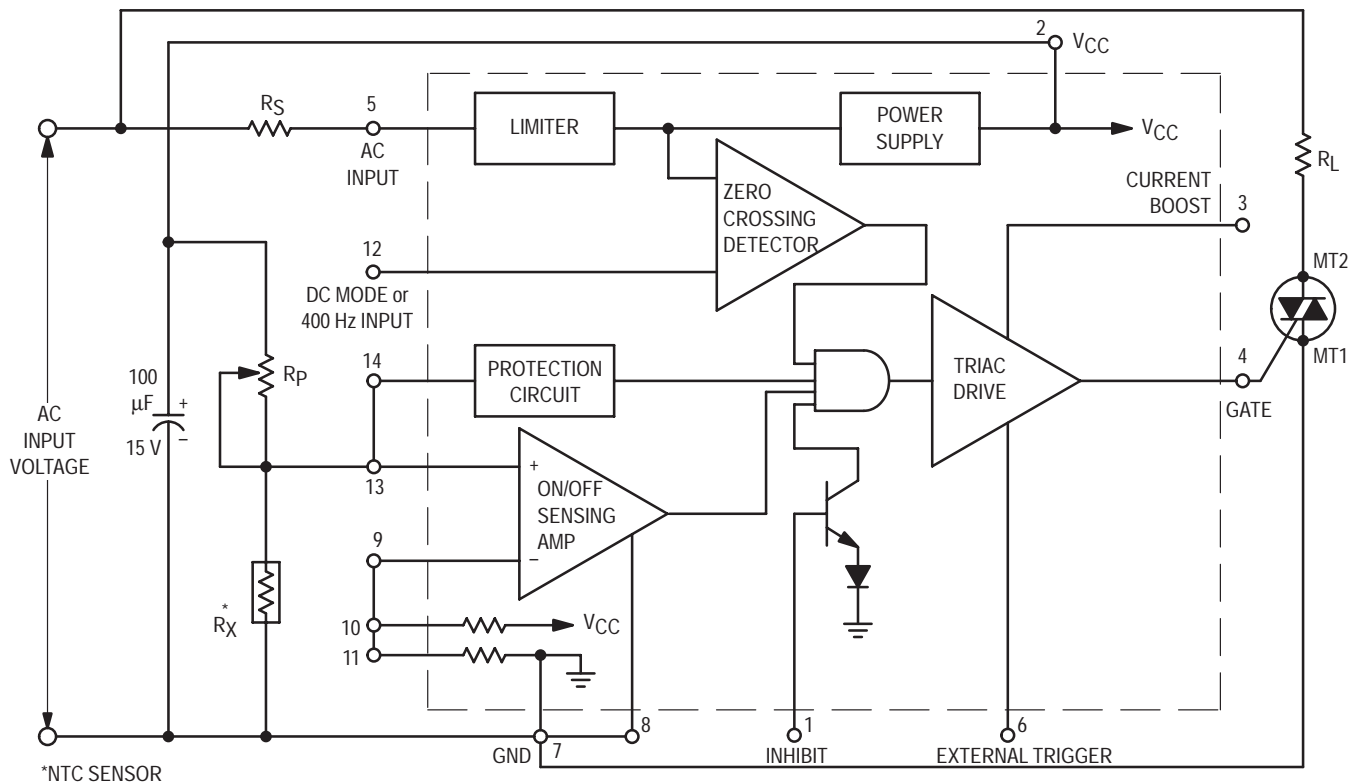 2
VCC
RS
5
AC
INPUT
LIMITER
POWER
SUPPLY
VCC
RL
CURRENT
BOOST
3
ZERO
CROSSING
DETECTOR
12
DC MODE or
400 Hz INPUT
MT2
MT1
14
PROTECTION
CIRCUIT
TRIAC
DRIVE
4
GATE
100
µF
15 V
+
–
RP
AC
INPUT
VOLTAGE
13
+
ON/OFF
SENSING
AMP
–
9
RX*
10
VCC
11
8
GND
7
1
INHIBIT
6
EXTERNAL TRIGGER
*NTC SENSOR